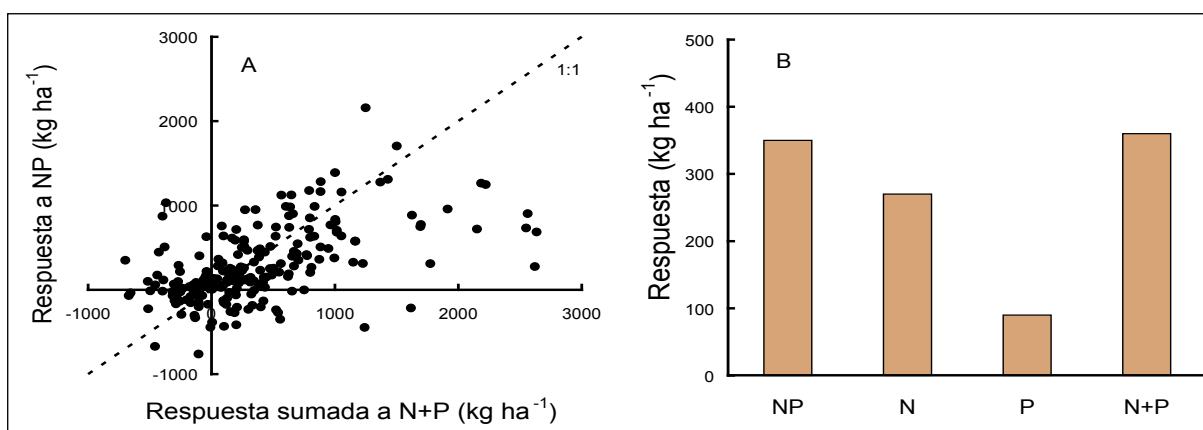 A
1:1
3000
2000
1000
-1000
0
1000
2000
3000
-1000
Respuesta a NP (kg ha⁻¹)
Respuesta sumada a N+P (kg ha⁻¹)
B
500
400
300
200
100
0
Respuesta (kg ha⁻¹)
NP N P N+P